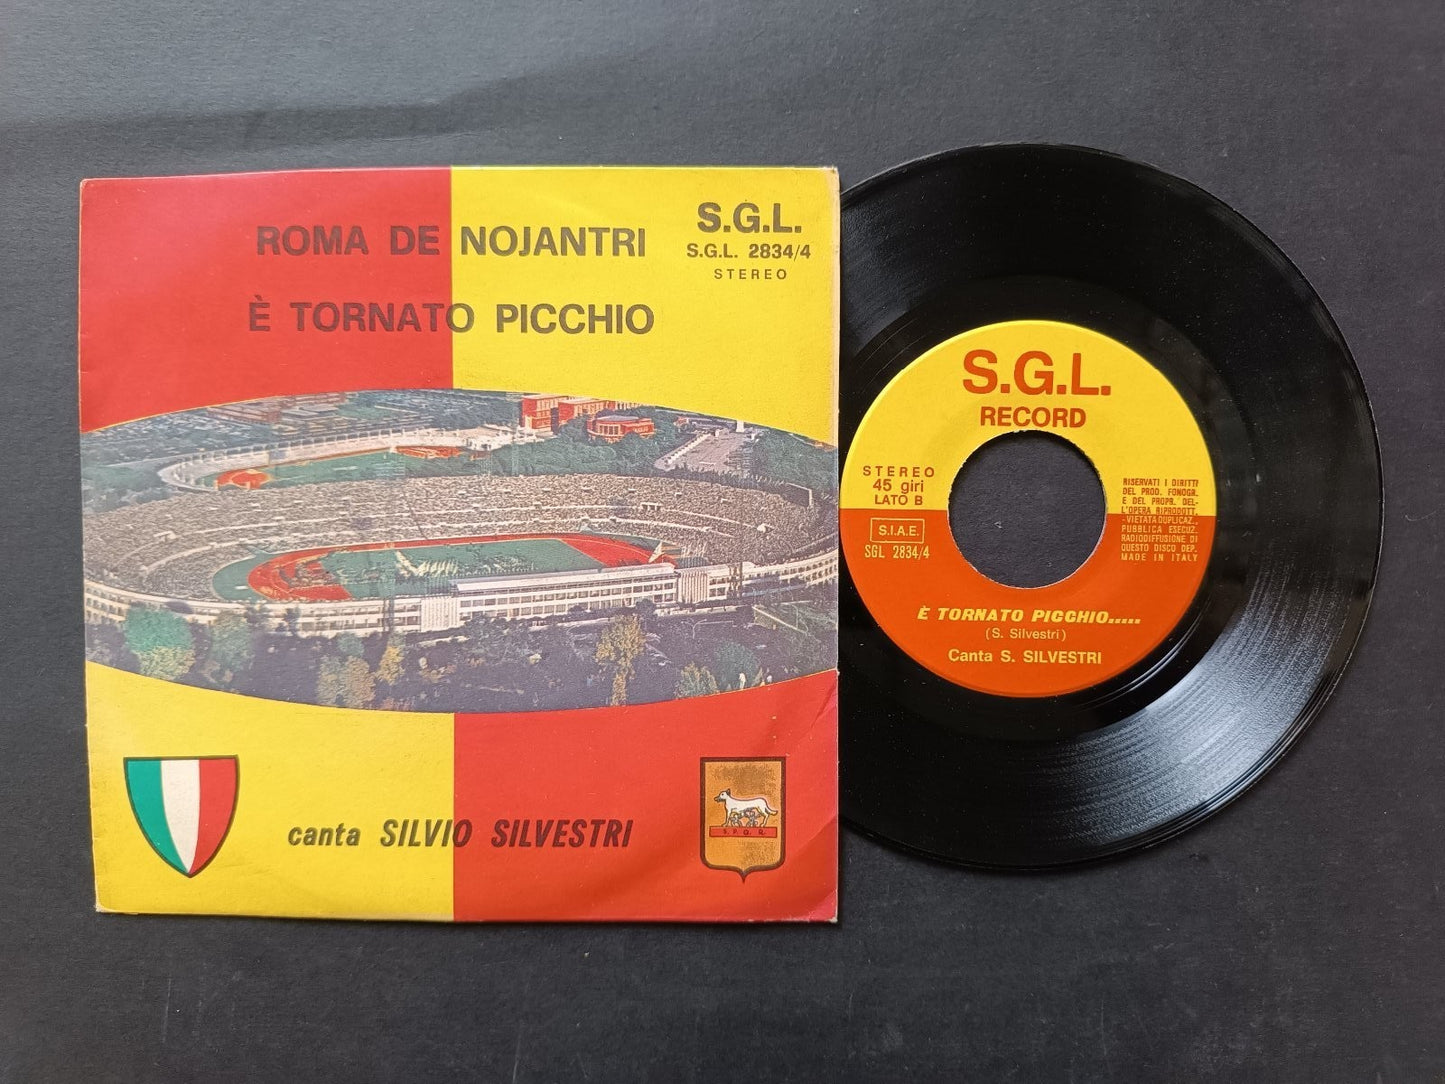 ROMA DE NOJANTRI
È TORNATO PICCHIO
S.G.L.
S.G.L. 2834/4
STEREO
canta SILVIO SILVESTRI
S.P.Q.R.
S.G.L.
RECORD
STEREO
45 giri
LATO B
S.I.A.E.
SGL 2834/4
RISERVATI I DIRITTI
DEL PROD. FONOGR.
E DEL PROPR. DEL-
L'OPERA RIPRODOTT.
-VIETATA DUPLICAZ.,
PUBBLICA ESECUZ.
RADIODIFFUSIONE DI
QUESTO DISCO DEP.
MADE IN ITALY
È TORNATO PICCHIO.....
(S. Silvestri)
Canta S. SILVESTRI